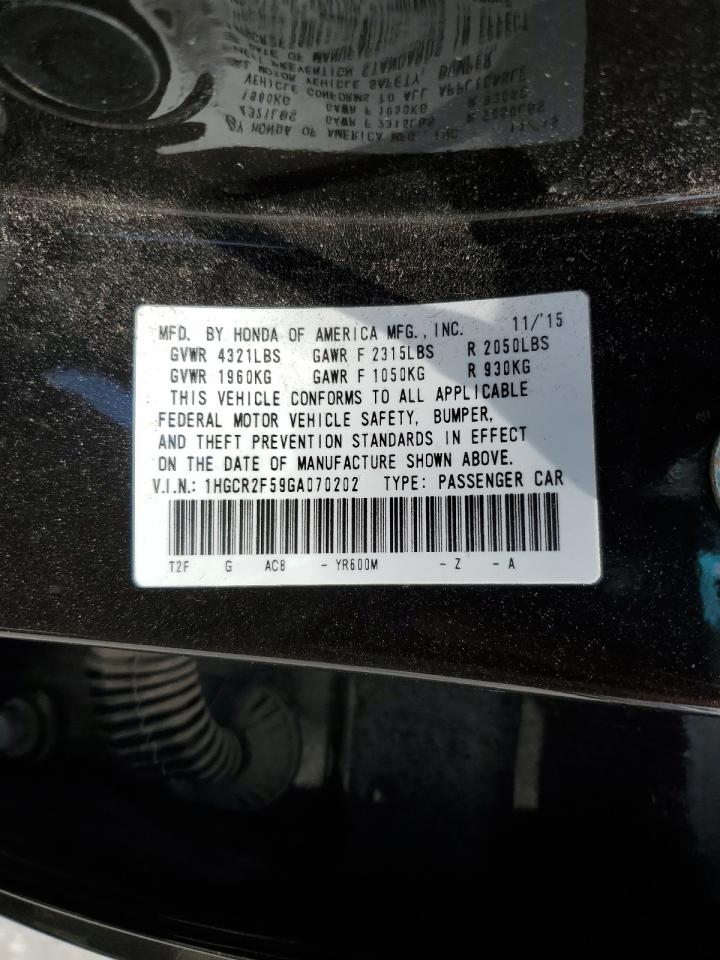 MFD. BY HONDA OF AMERICA MFG., INC. 11/'15
GVWR 4321LBS GAWR F 2315LBS R 2050LBS
GVWR 1960KG GAWR F 1050KG R 930KG
THIS VEHICLE CONFORMS TO ALL APPLICABLE
FEDERAL MOTOR VEHICLE SAFETY, BUMPER,
AND THEFT PREVENTION STANDARDS IN EFFECT
ON THE DATE OF MANUFACTURE SHOWN ABOVE.
V.I.N.: 1HGCR2F59GA070202 TYPE: PASSENGER CAR
T2F G AC8 - YR600M - Z - A